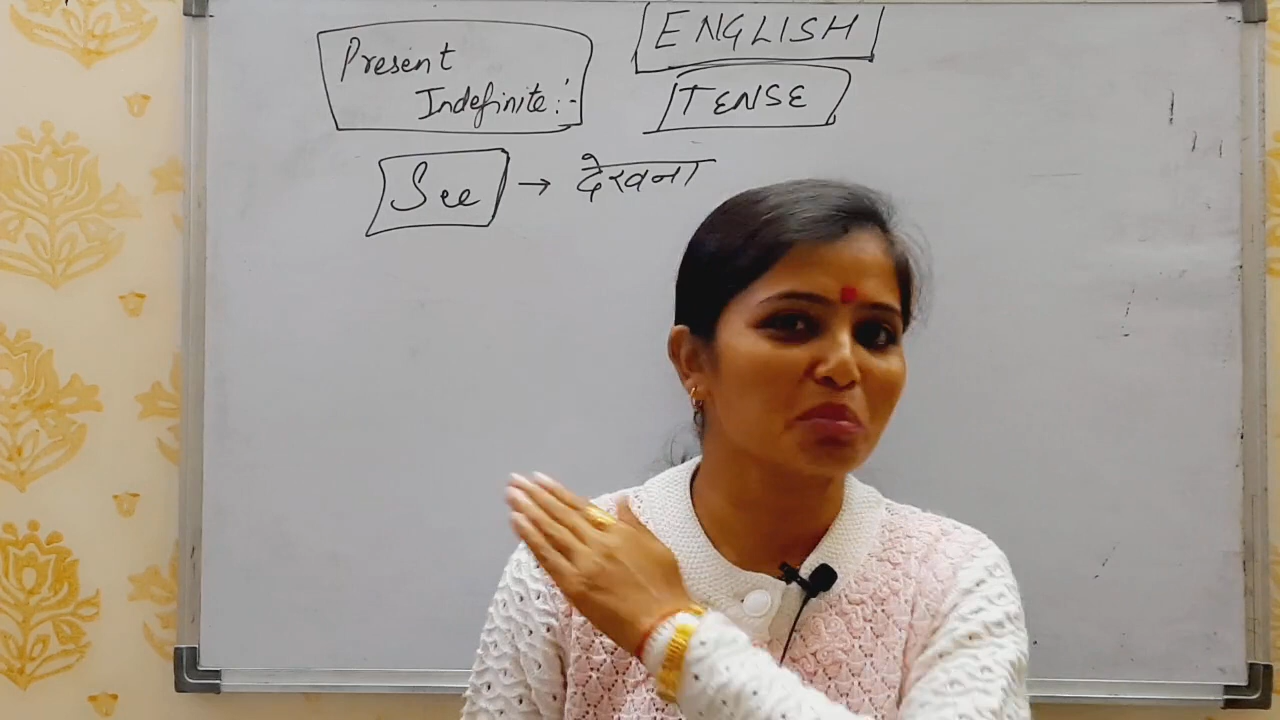 Present
Indefinite:-
ENGLISH
TENSE
See → देखना